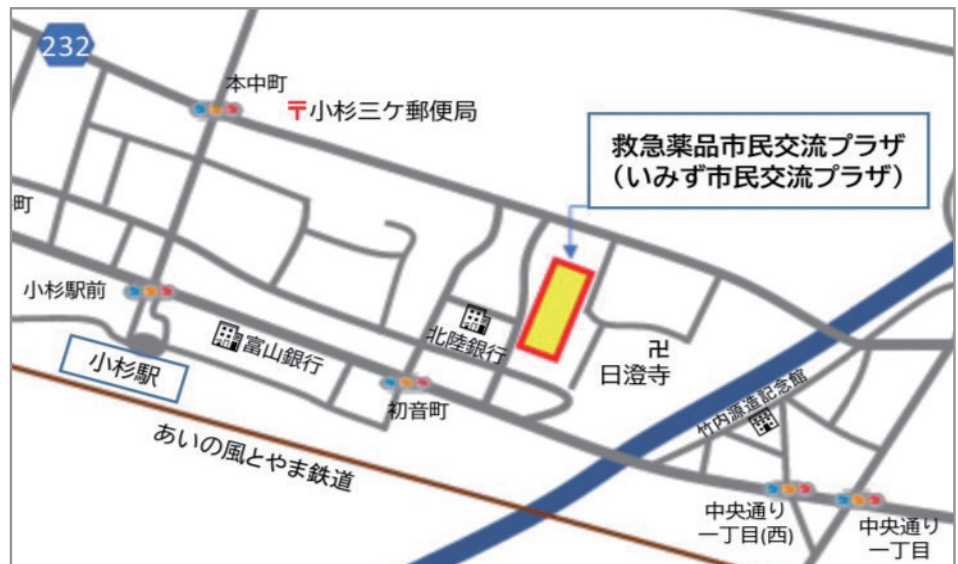 232
本中町
〒小杉三ケ郵便局
救急薬品市民交流プラザ
（いみず市民交流プラザ）
町
小杉駅前
富山銀行
北陸銀行
日澄寺
小杉駅
初音町
竹内源造記念館
あいの風とやま鉄道
中央通り
一丁目(西)
中央通り
一丁目